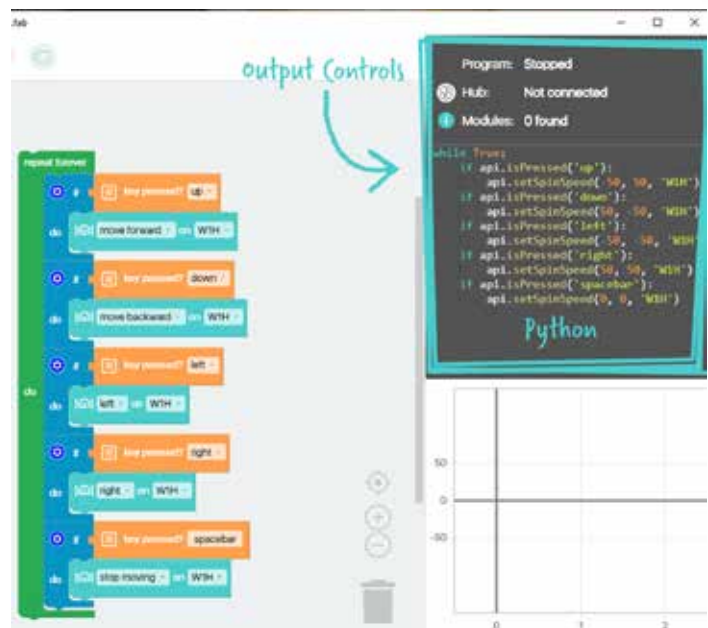 .fab
Output Controls
Program: Stopped
Hub: Not connected
Modules: 0 found
while True:
if api.isPressed('up'):
api.setSpinSpeed(-50, 50, 'W1H')
if api.isPressed('down'):
api.setSpinSpeed(50, -50, 'W1H')
if api.isPressed('left'):
api.setSpinSpeed(-50, -50, 'W1H')
if api.isPressed('right'):
api.setSpinSpeed(50, 50, 'W1H')
if api.isPressed('spacebar'):
api.setSpinSpeed(0, 0, 'W1H')
Python
repeat forever
if key pressed? up
do move forward on W1H
if key pressed? down
do move backward on W1H
if key pressed? left
do
do left on W1H
if key pressed? right
do right on W1H
if key pressed? spacebar
do stop moving on W1H
50
0
-50
0 1 2